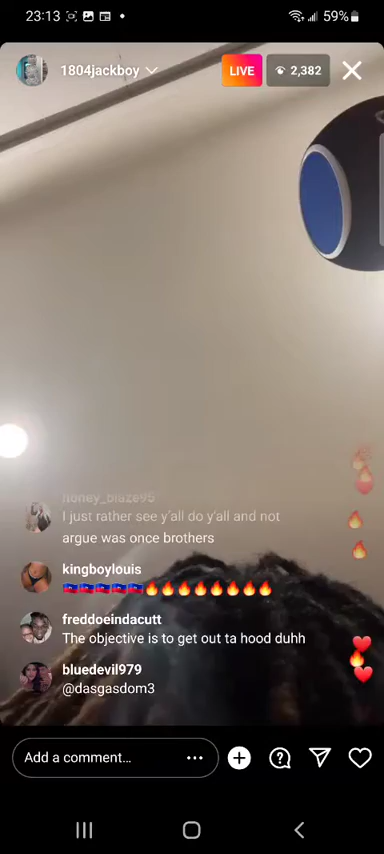 23:13
59%
1804jackboy
LIVE
2,382
honey_blaze95
I just rather see y'all do y'all and not
argue was once brothers
kingboylouis
🇭🇹🇭🇹🇭🇹🇭🇹🇭🇹🔥🔥🔥🔥🔥🔥🔥🔥
freddoeindacutt
The objective is to get out ta hood duhh
bluedevil979
@dasgasdom3
Add a comment...